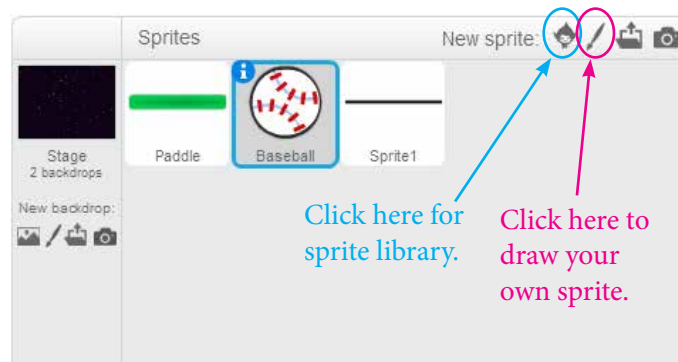 Sprites
New sprite:
i
Paddle
Baseball
Sprite1
Stage
2 backdrops
New backdrop:
Click here for
sprite library.
Click here to
draw your
own sprite.